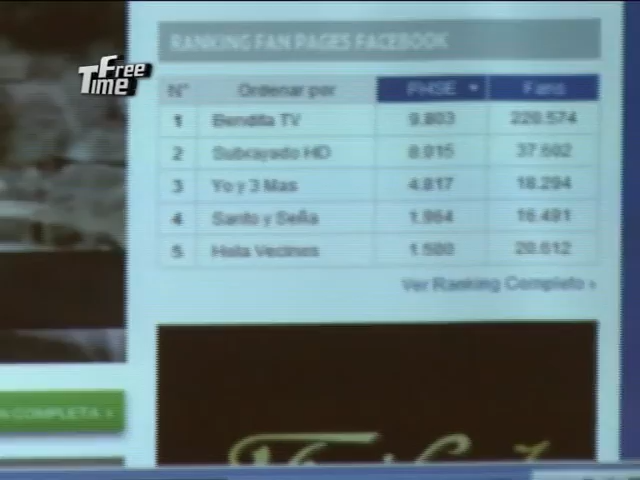 RANKING FAN PAGES FACEBOOK
Free Time
N° Ordenar por FHSE Fans
1 Bendita TV 9.803 220.574
2 Subrayado HD 8.915 37.602
3 Yo y 3 Mas 4.817 18.294
4 Santo y Seña 1.964 16.491
5 Hola Vecinos 1.580 20.612
Ver Ranking Completo »
COMPLETA »